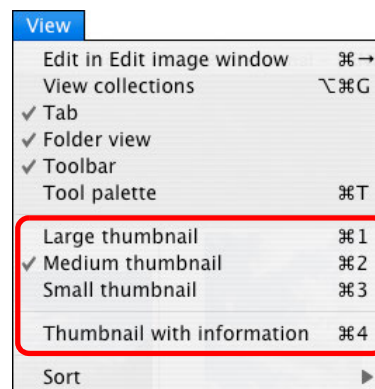 View
Edit in Edit image window ⌘→
View collections ⌥⌘G
✓ Tab
✓ Folder view
✓ Toolbar
Tool palette ⌘T
Large thumbnail ⌘1
✓ Medium thumbnail ⌘2
Small thumbnail ⌘3
Thumbnail with information ⌘4
Sort ▶